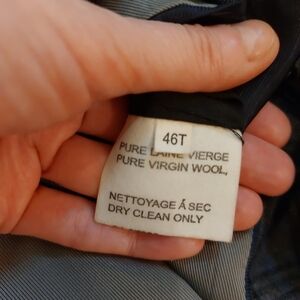 46T
PURE LAINE VIERGE
PURE VIRGIN WOOL,
NETTOYAGE Á SEC
DRY CLEAN ONLY